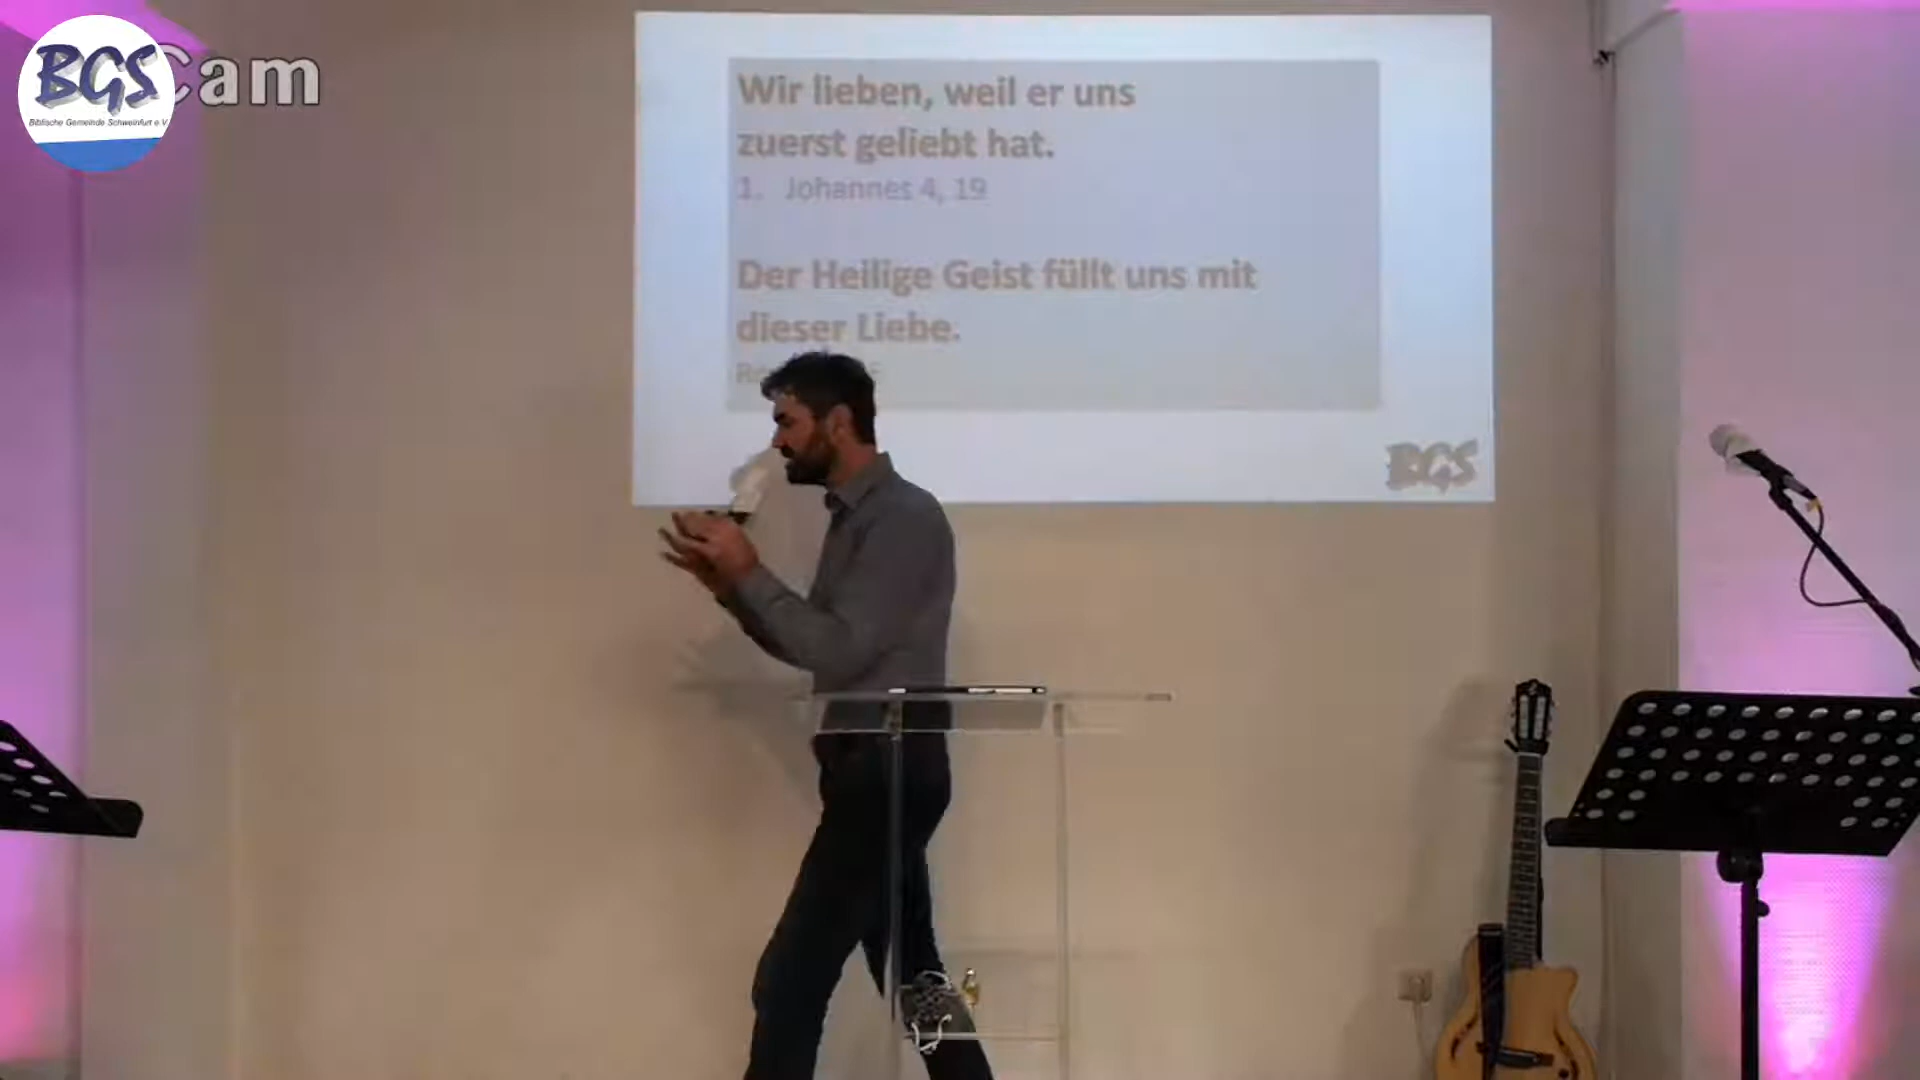 BGS
Cam
Biblische Gemeinde Schweinfurt e.V.
Wir lieben, weil er uns
zuerst geliebt hat.
1. Johannes 4, 19
Der Heilige Geist füllt uns mit
dieser Liebe.
BGS